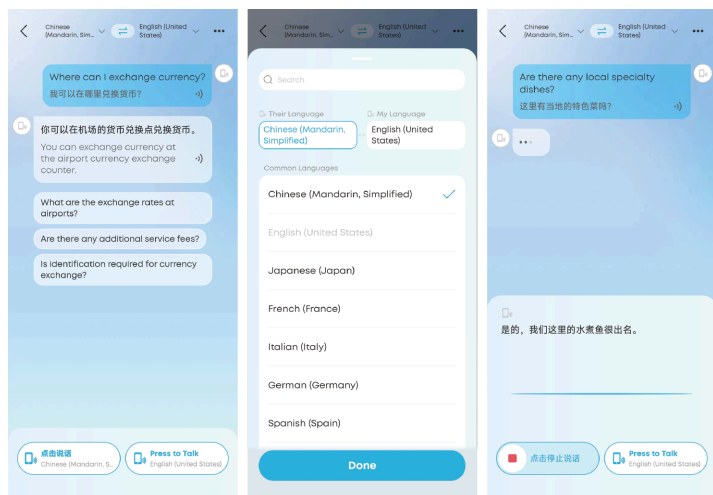 Chinese
(Mandarin, Sim...
English (United
States)
Where can I exchange currency?
我可以在哪里兑换货币？
你可以在机场的货币兑换点兑换货币。
You can exchange currency at
the airport currency exchange
counter.
What are the exchange rates at
airports?
Are there any additional service fees?
Is identification required for currency
exchange?
点击说话
Chinese (Mandarin, S..
Press to Talk
English (United States)
Chinese
(Mandarin, Sim...
English (United
States)
Search
Their Language
My Language
Chinese (Mandarin,
Simplified)
English (United
States)
Common Languages
Chinese (Mandarin, Simplified)
English (United States)
Japanese (Japan)
French (France)
Italian (Italy)
German (Germany)
Spanish (Spain)
Done
Chinese
(Mandarin, Sim...
English (United
States)
Are there any local specialty
dishes?
这里有当地的特色菜吗？
是的，我们这里的水煮鱼很出名。
点击停止说话
Press to Talk
English (United States)